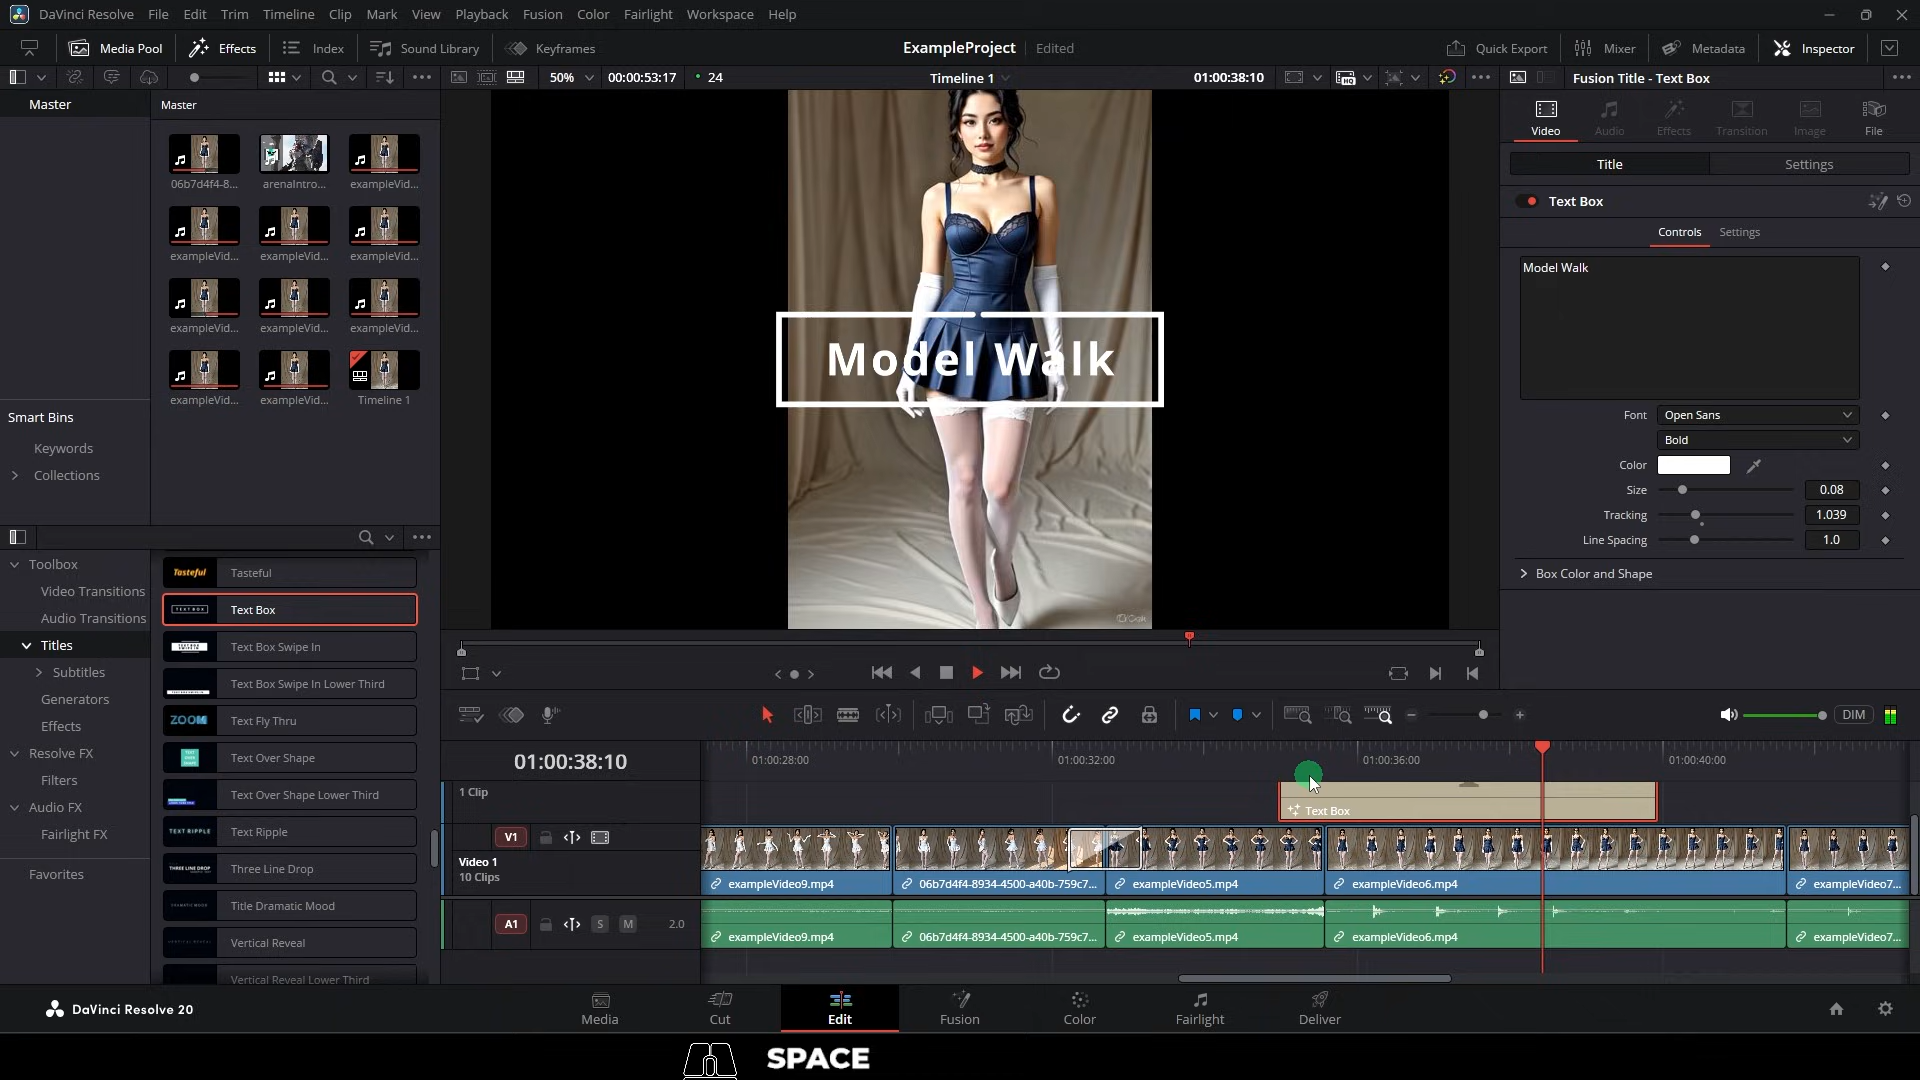 DaVinci Resolve File Edit Trim Timeline Clip Mark View Playback Fusion Color Fairlight Workspace Help
Media Pool Effects Index Sound Library Keyframes ExampleProject Edited Quick Export Mixer Metadata Inspector
50% 00:00:53:17 24 Timeline 1 01:00:38:10 Fusion Title - Text Box
Master Master
Video Audio Effects Transition Image File
Title Settings
06b7d4f4-8... arenaIntro... exampleVid...
Text Box
Controls Settings
exampleVid... exampleVid... exampleVid...
Model Walk
exampleVid... exampleVid... exampleVid...
Model Walk
exampleVid... exampleVid... Timeline 1
Font Open Sans
Bold
Color
Size 0.08
Tracking 1.039
Line Spacing 1.0
Box Color and Shape
Smart Bins
Keywords
Collections
Toolbox
Video Transitions
Audio Transitions
Titles
Subtitles
Generators
Effects
Resolve FX
Filters
Audio FX
Fairlight FX
Favorites
Tasteful Tasteful
TEXT BOX Text Box
Text Box Swipe In
Text Box Swipe In Lower Third
ZOOM Text Fly Thru
Text Over Shape
Text Over Shape Lower Third
TEXT RIPPLE Text Ripple
THREE LINE DROP Three Line Drop
Title Dramatic Mood
Vertical Reveal
Vertical Reveal Lower Third
DIM
01:00:38:10 01:00:28:00 01:00:32:00 01:00:36:00 01:00:40:00
1 Clip
Text Box
V1
Video 1
10 Clips
exampleVideo9.mp4 06b7d4f4-8934-4500-a40b-759c7... exampleVideo5.mp4 exampleVideo6.mp4 exampleVideo7...
A1 S M 2.0
exampleVideo9.mp4 06b7d4f4-8934-4500-a40b-759c7... exampleVideo5.mp4 exampleVideo6.mp4 exampleVideo7...
DaVinci Resolve 20 Media Cut Edit Fusion Color Fairlight Deliver
SPACE